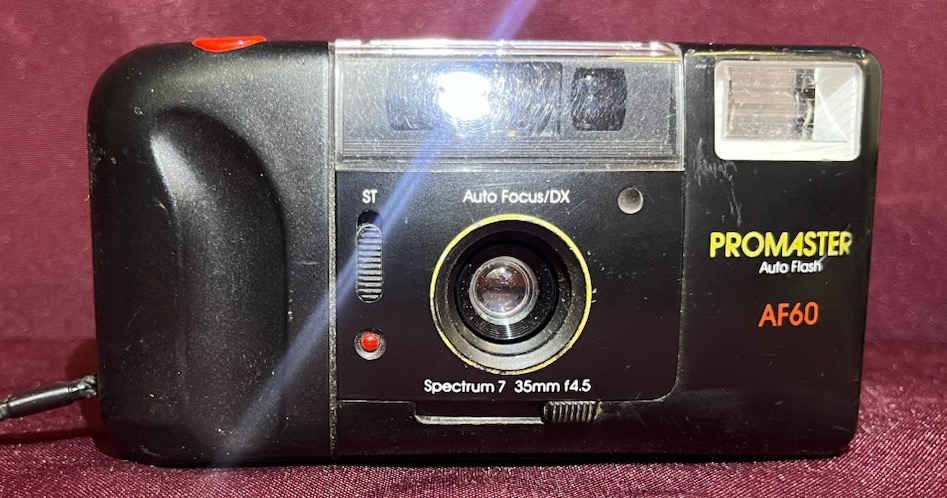 ST
Auto Focus/DX
PROMASTER
Auto Flash
AF60
Spectrum 7 35mm f4.5